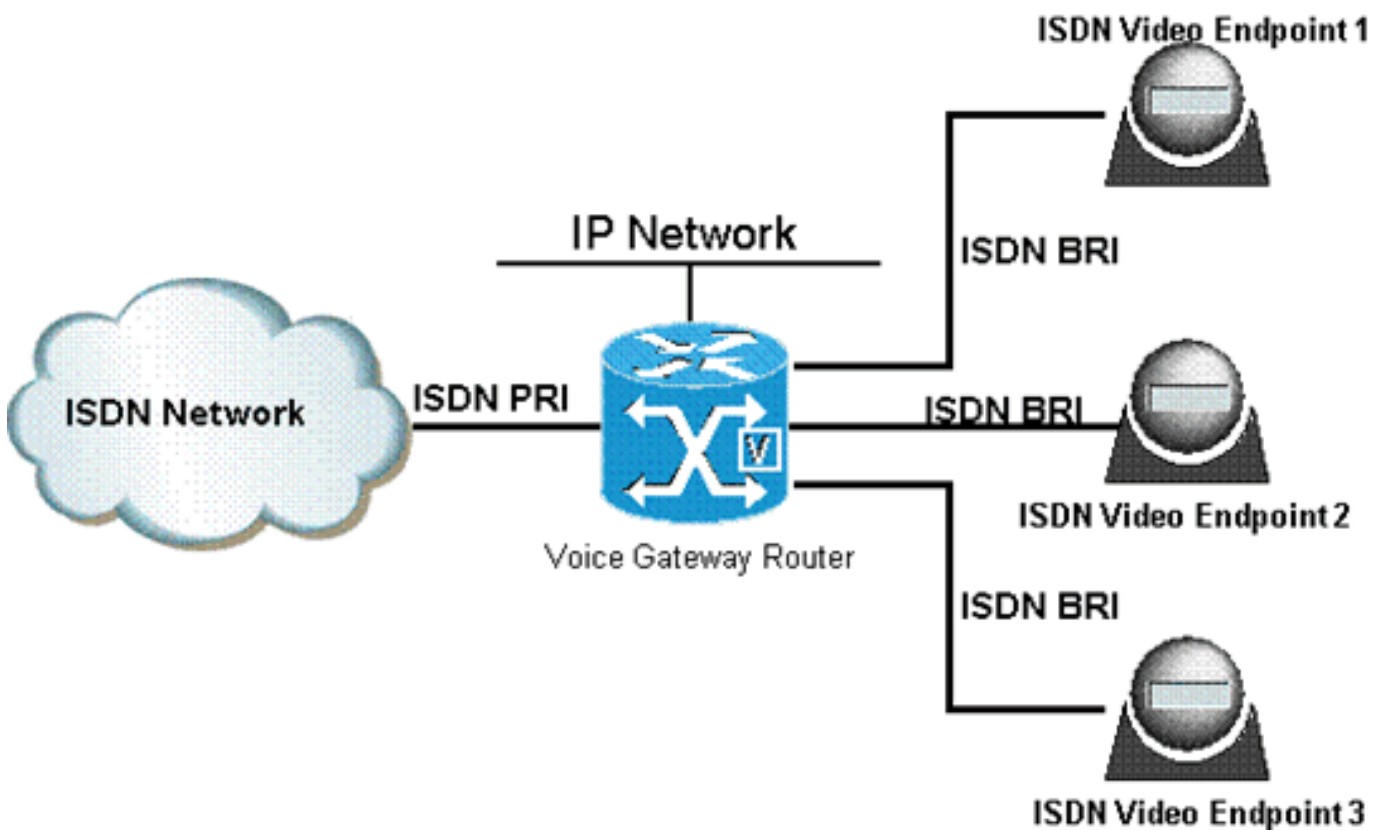 ISDN Video Endpoint 1
IP Network
ISDN BRI
ISDN Network
ISDN PRI
V
ISDN BRI
Voice Gateway Router
ISDN Video Endpoint 2
ISDN BRI
ISDN Video Endpoint 3